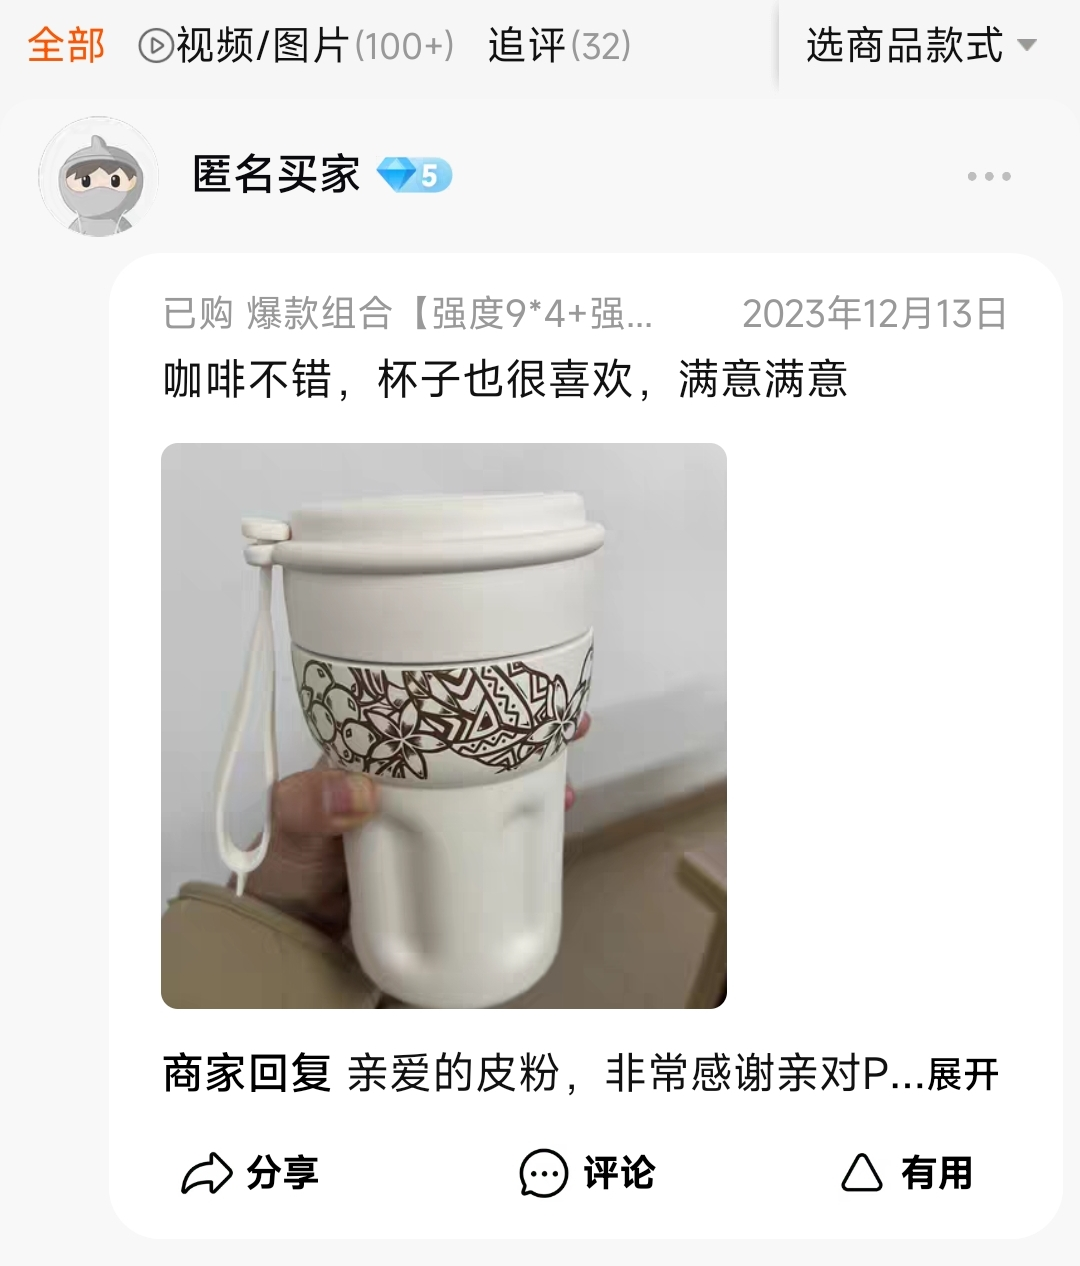 全部 视频/图片(100+) 追评(32) 选商品款式
匿名买家 5
已购 爆款组合【强度9*4+强... 2023年12月13日
咖啡不错，杯子也很喜欢，满意满意
商家回复 亲爱的皮粉，非常感谢亲对P...展开
分享 评论 有用